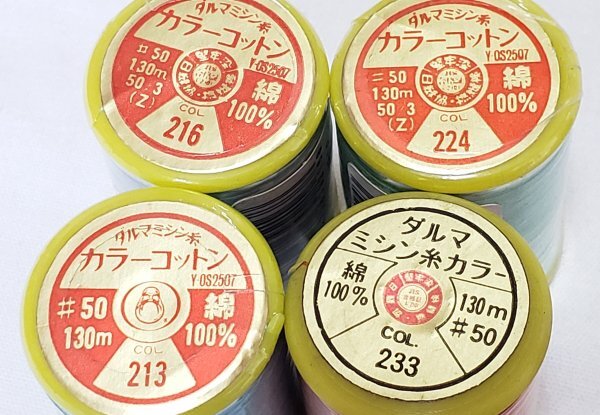 ダルマミシン糸
カラーコットン
Y-OS2507
#50
130m
50/3
(Z)
綿
100%
COL
216
ダルマミシン糸
カラーコットン
Y OS2507
#50
130m
50/3
(Z)
綿
100%
COL
224
ダルマミシン糸
カラーコットン
Y-OS2507
#50
130m
綿
100%
COL
213
ダルマ
ミシン糸カラー
綿
100%
130m
#50
COL.
233